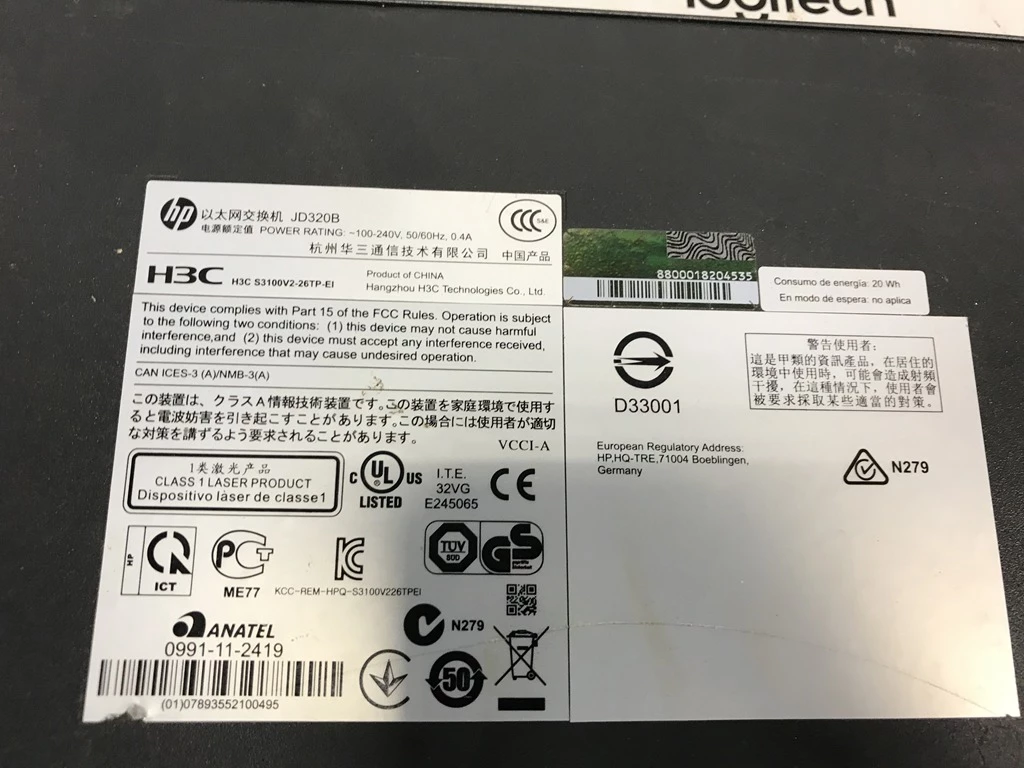 logitech
hp 以太网交换机 JD320B
电源额定值 POWER RATING: ~100-240V, 50/60Hz, 0.4A
CCC S&E
杭州华三通信技术有限公司 中国产品
H3C H3C S3100V2-26TP-EI
Product of CHINA
Hangzhou H3C Technologies Co., Ltd.
This device complies with Part 15 of the FCC Rules. Operation is subject
to the following two conditions: (1) this device may not cause harmful
interference,and (2) this device must accept any interference received,
including interference that may cause undesired operation.
CAN ICES-3 (A)/NMB-3(A)
この装置は、クラスA情報技術装置です。この装置を家庭環境で使用す
ると電波妨害を引き起こすことがあります。この場合には使用者が適切
な対策を講ずるよう要求されることがあります。
VCCI-A
1类激光产品
CLASS 1 LASER PRODUCT
Dispositivo làser de classe1
C UL US
LISTED
I.T.E.
32VG
E245065
CE
HP
ICT
PCT
ME77
KC
KCC-REM-HPQ-S3100V226TPEI
TÜV
SÜD
GS
geprüfte
Sicherheit
ANATEL
0991-11-2419
(01)07893552100495
N279
50
8800018204535
Consumo de energía: 20 Wh
En modo de espera: no aplica
D33001
警告使用者:
這是甲類的資訊產品，在居住的
環境中使用時，可能會造成射頻
干擾，在這種情況下，使用者會
被要求採取某些適當的對策。
European Regulatory Address:
HP,HQ-TRE,71004 Boeblingen,
Germany
N279